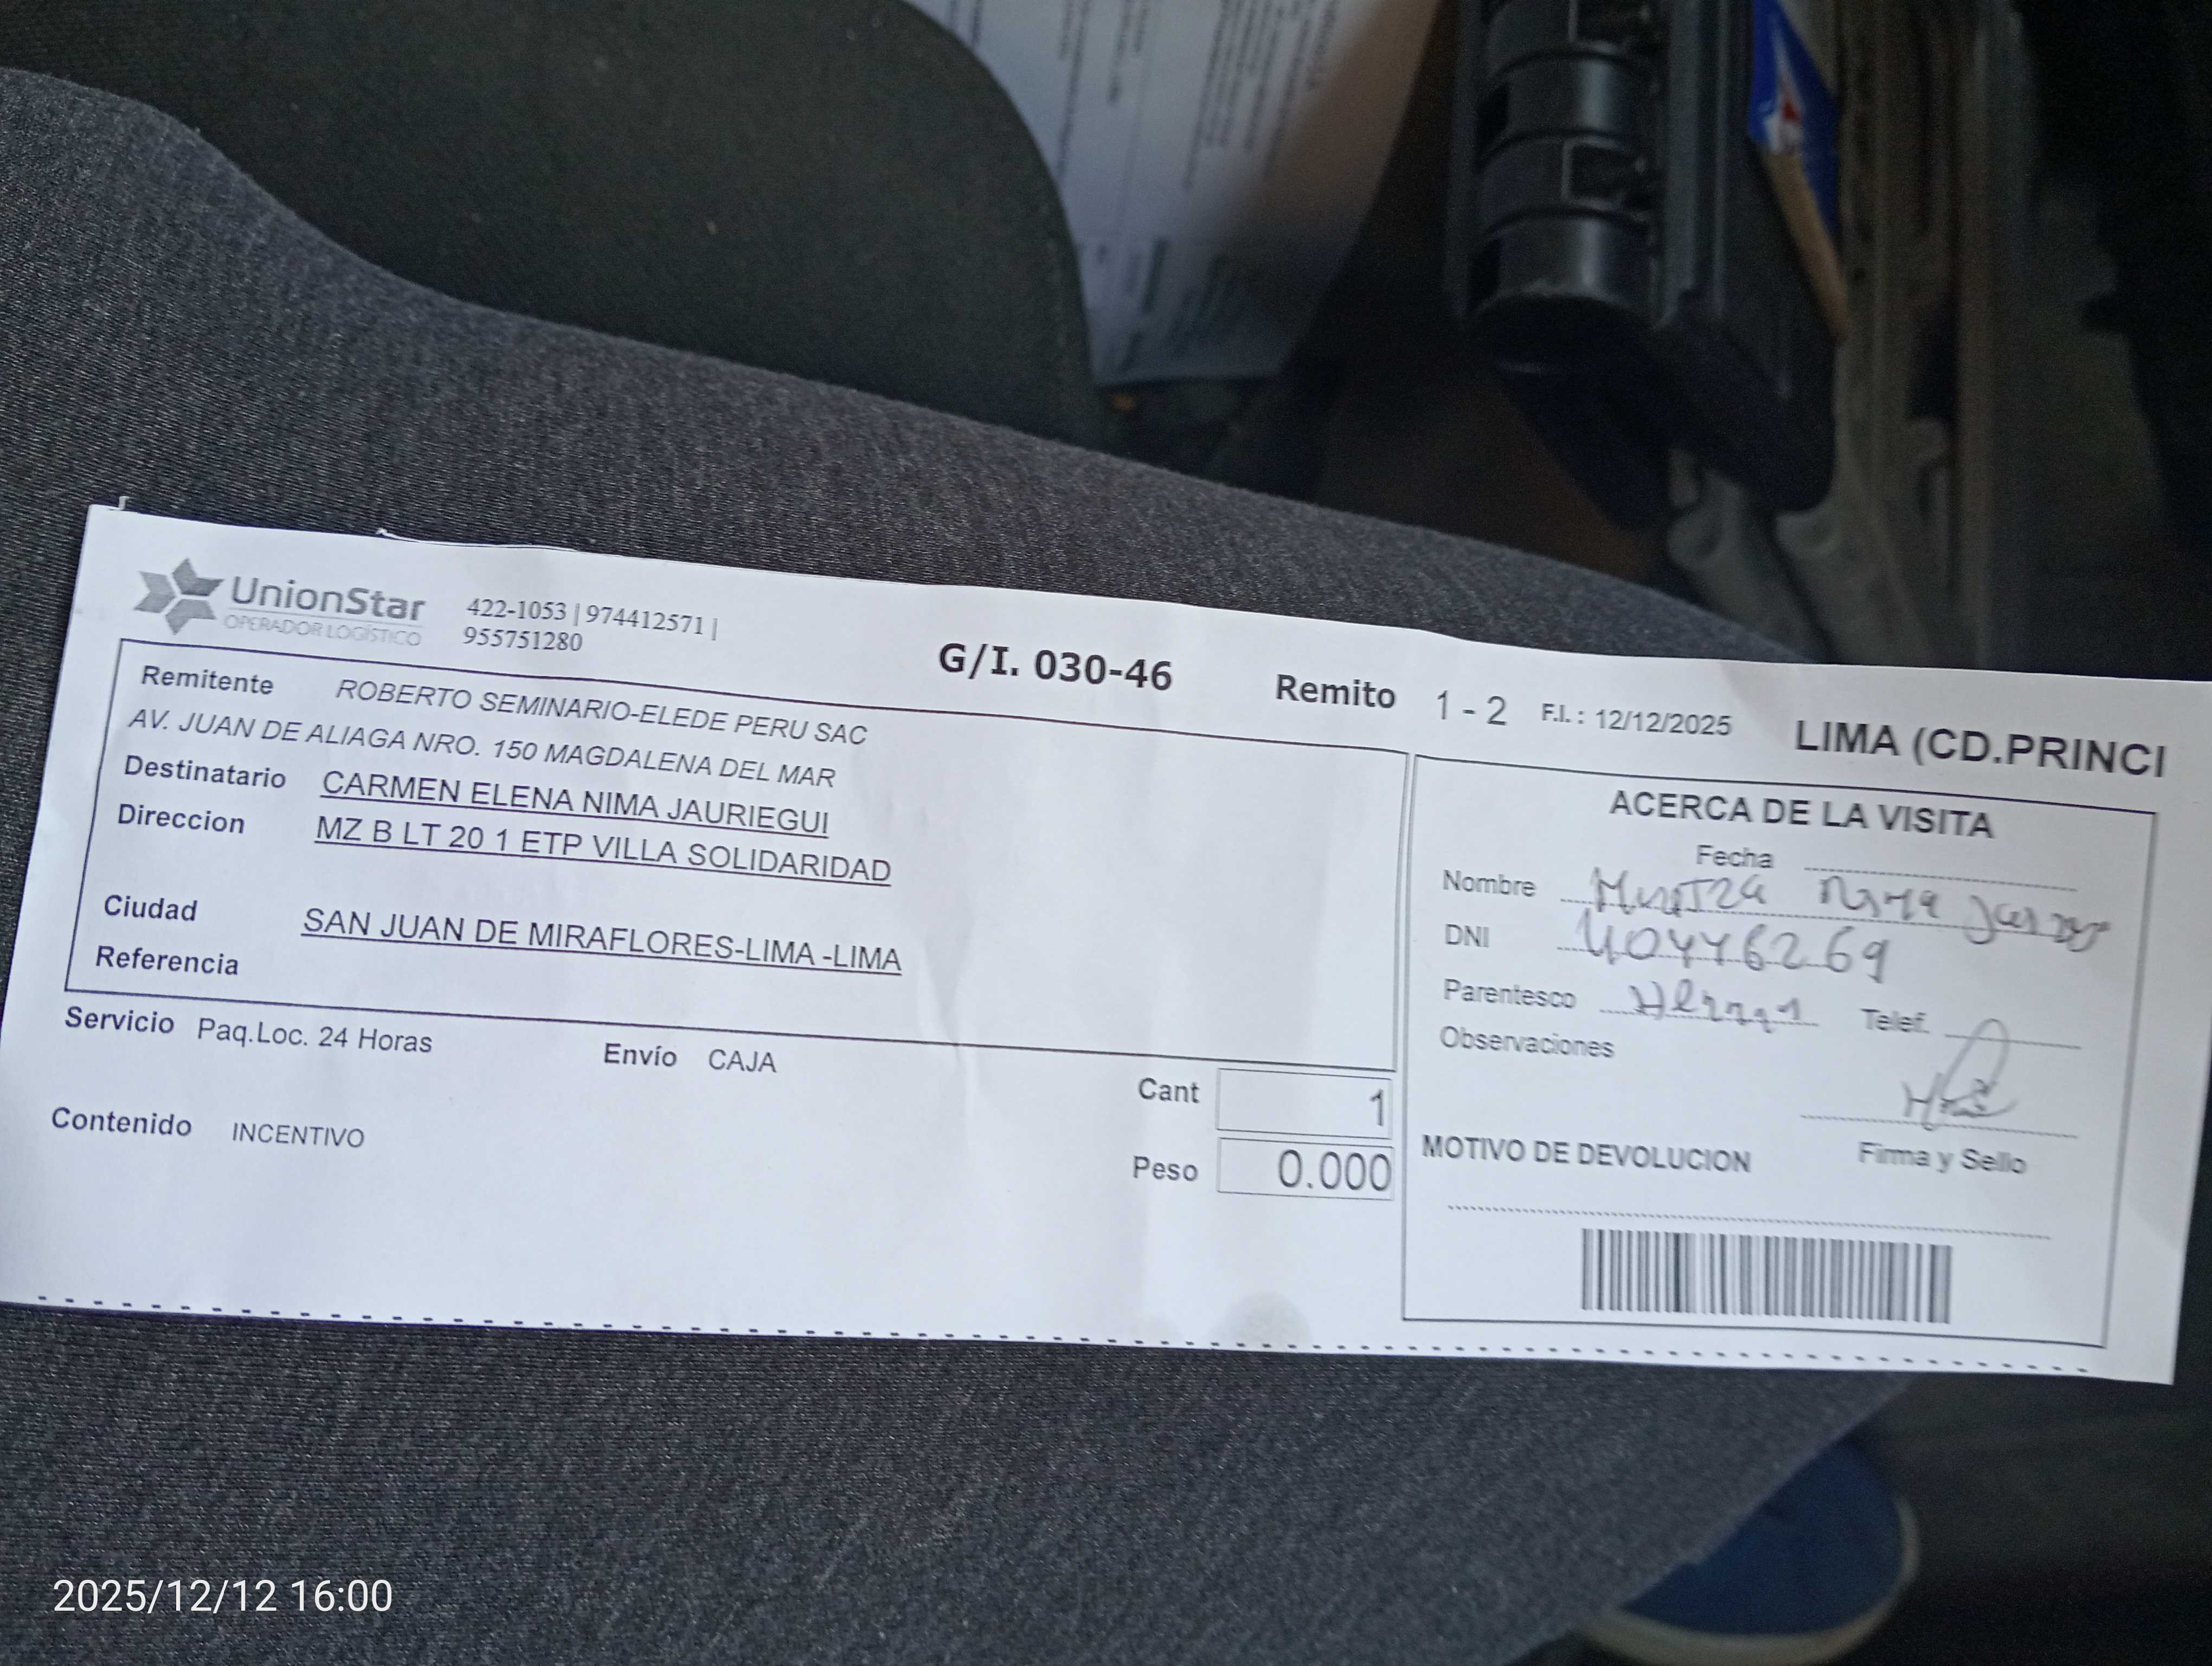 UnionStar
OPERADOR LOGÍSTICO
422-1053 | 974412571 |
955751280
G/I. 030-46 Remito 1 - 2 F.I. : 12/12/2025 LIMA (CD.PRINCI
Remitente ROBERTO SEMINARIO-ELEDE PERU SAC
AV. JUAN DE ALIAGA NRO. 150 MAGDALENA DEL MAR
Destinatario CARMEN ELENA NIMA JAURIEGUI
Direccion MZ B LT 20 1 ETP VILLA SOLIDARIDAD
Ciudad SAN JUAN DE MIRAFLORES-LIMA -LIMA
Referencia
Servicio Paq.Loc. 24 Horas Envío CAJA
Cant 1
Contenido INCENTIVO
Peso 0.000
ACERCA DE LA VISITA
Fecha
Nombre
DNI 40476269
Parentesco Telef.
Observaciones
Firma y Sello
MOTIVO DE DEVOLUCION
2025/12/12 16:00